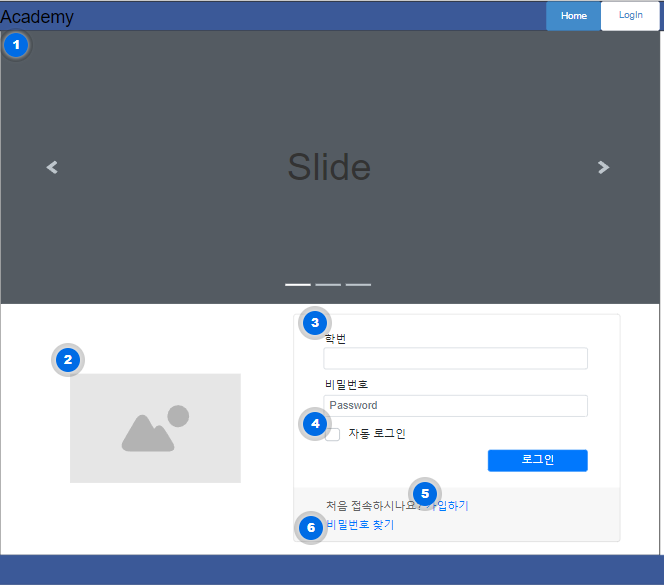 Academy
Home
LogIn
1
Slide
2
3
학번
비밀번호
Password
4
자동 로그인
로그인
5
처음 접속하시나요? 가입하기
6
비밀번호 찾기